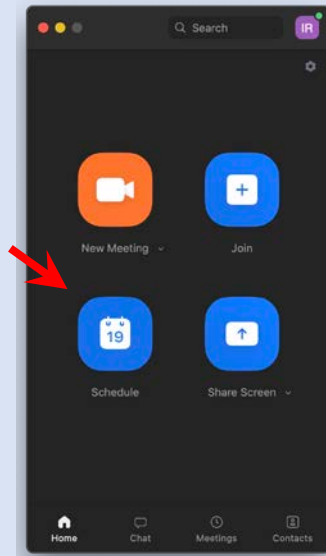 Search
IR
New Meeting
Join
19
Schedule
Share Screen
Home
Chat
Meetings
Contacts